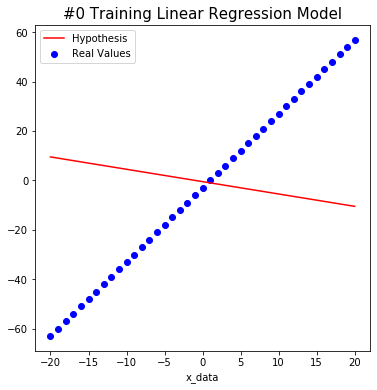 #0 Training Linear Regression Model
Hypothesis
Real Values
60
40
20
0
−20
−40
−60
−20 −15 −10 −5 0 5 10 15 20
x_data